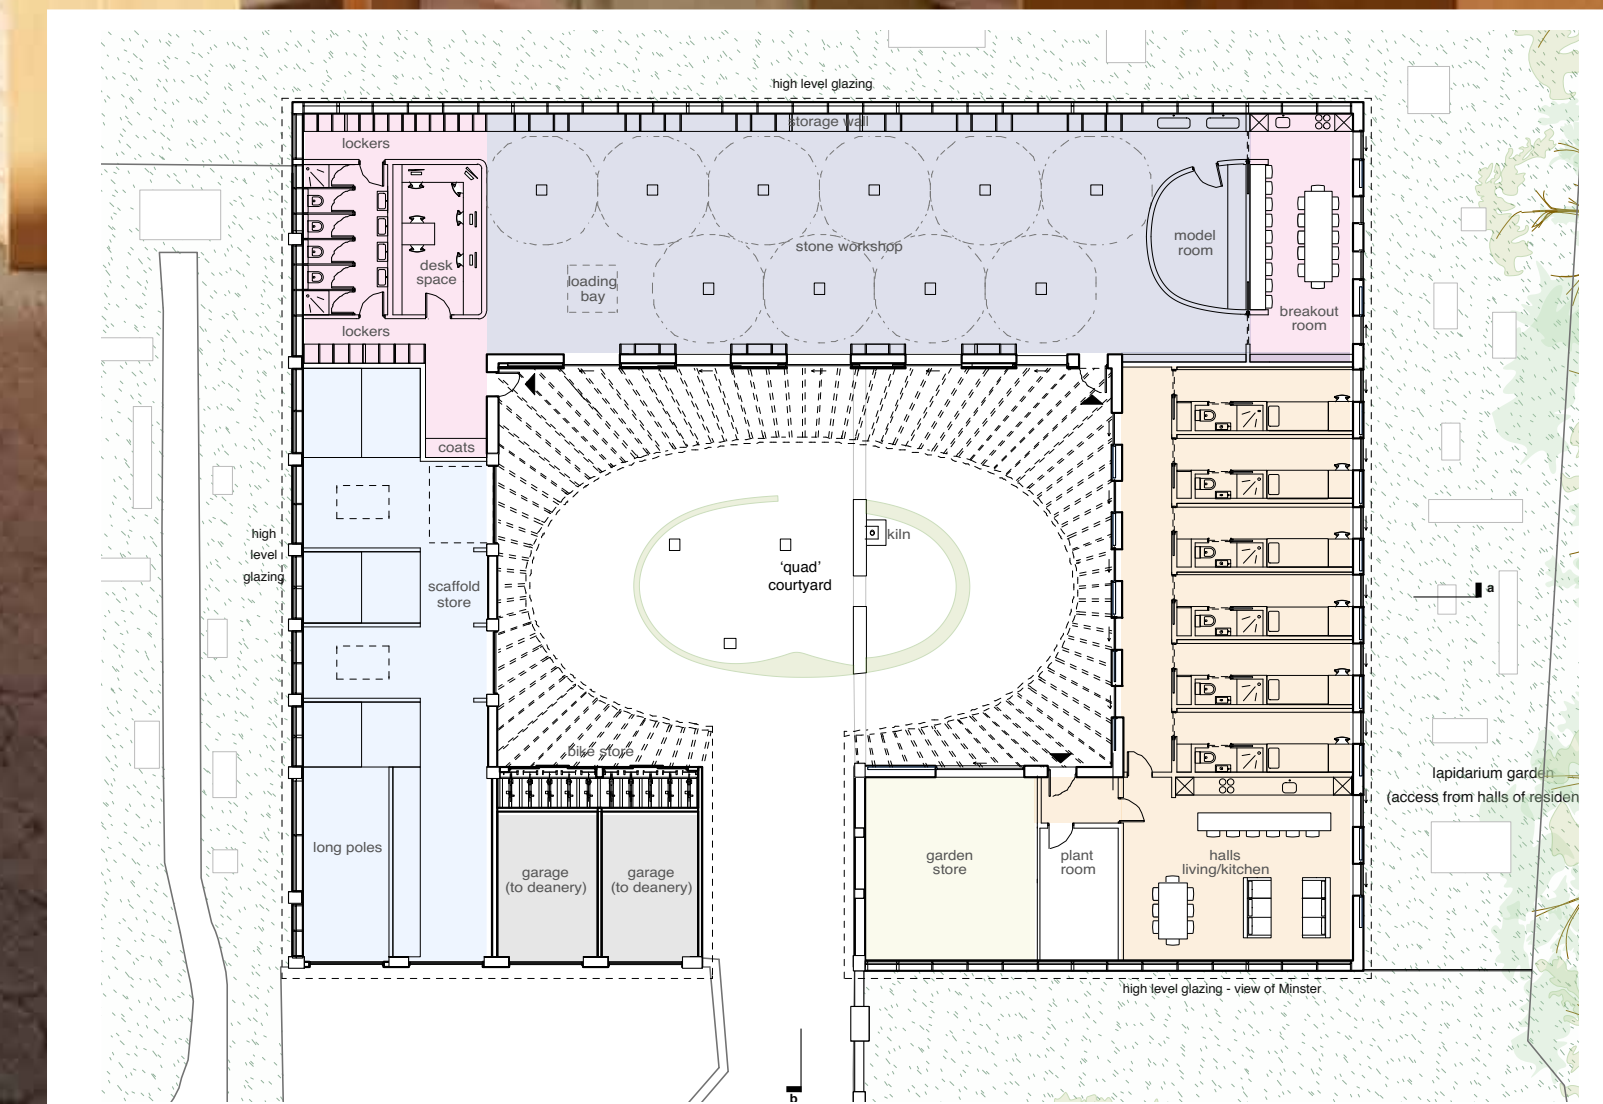 high level glazing
storage wall
lockers
stone workshop
model
room
desk
space
loading
bay
breakout
room
lockers
coats
high
level
glazing
scaffold
store
kiln
‘quad’
courtyard
a
bike store
lapidarium garden
(access from halls of residen
long poles
garage
(to deanery)
garage
(to deanery)
garden
store
plant
room
halls
living/kitchen
high level glazing - view of Minster
b